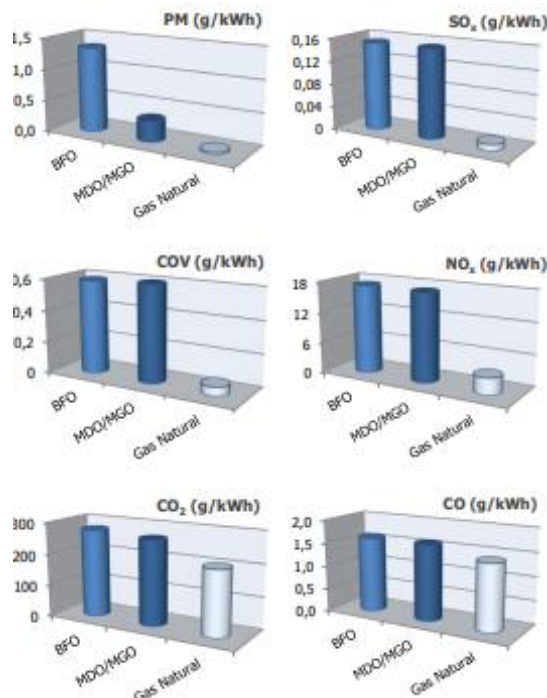 PM (g/kWh)
1,5
1,0
0,5
0,0
BFO
MDO/MGO
Gas Natural
SOₓ (g/kWh)
0,16
0,12
0,08
0,04
0
BFO
MDO/MGO
Gas Natural
COV (g/kWh)
0,6
0,4
0,2
0
BFO
MDO/MGO
Gas Natural
NOₓ (g/kWh)
18
12
6
0
BFO
MDO/MGO
Gas Natural
CO₂ (g/kWh)
300
200
100
0
BFO
MDO/MGO
Gas Natural
CO (g/kWh)
2,0
1,5
1,0
0,5
0,0
BFO
MDO/MGO
Gas Natural